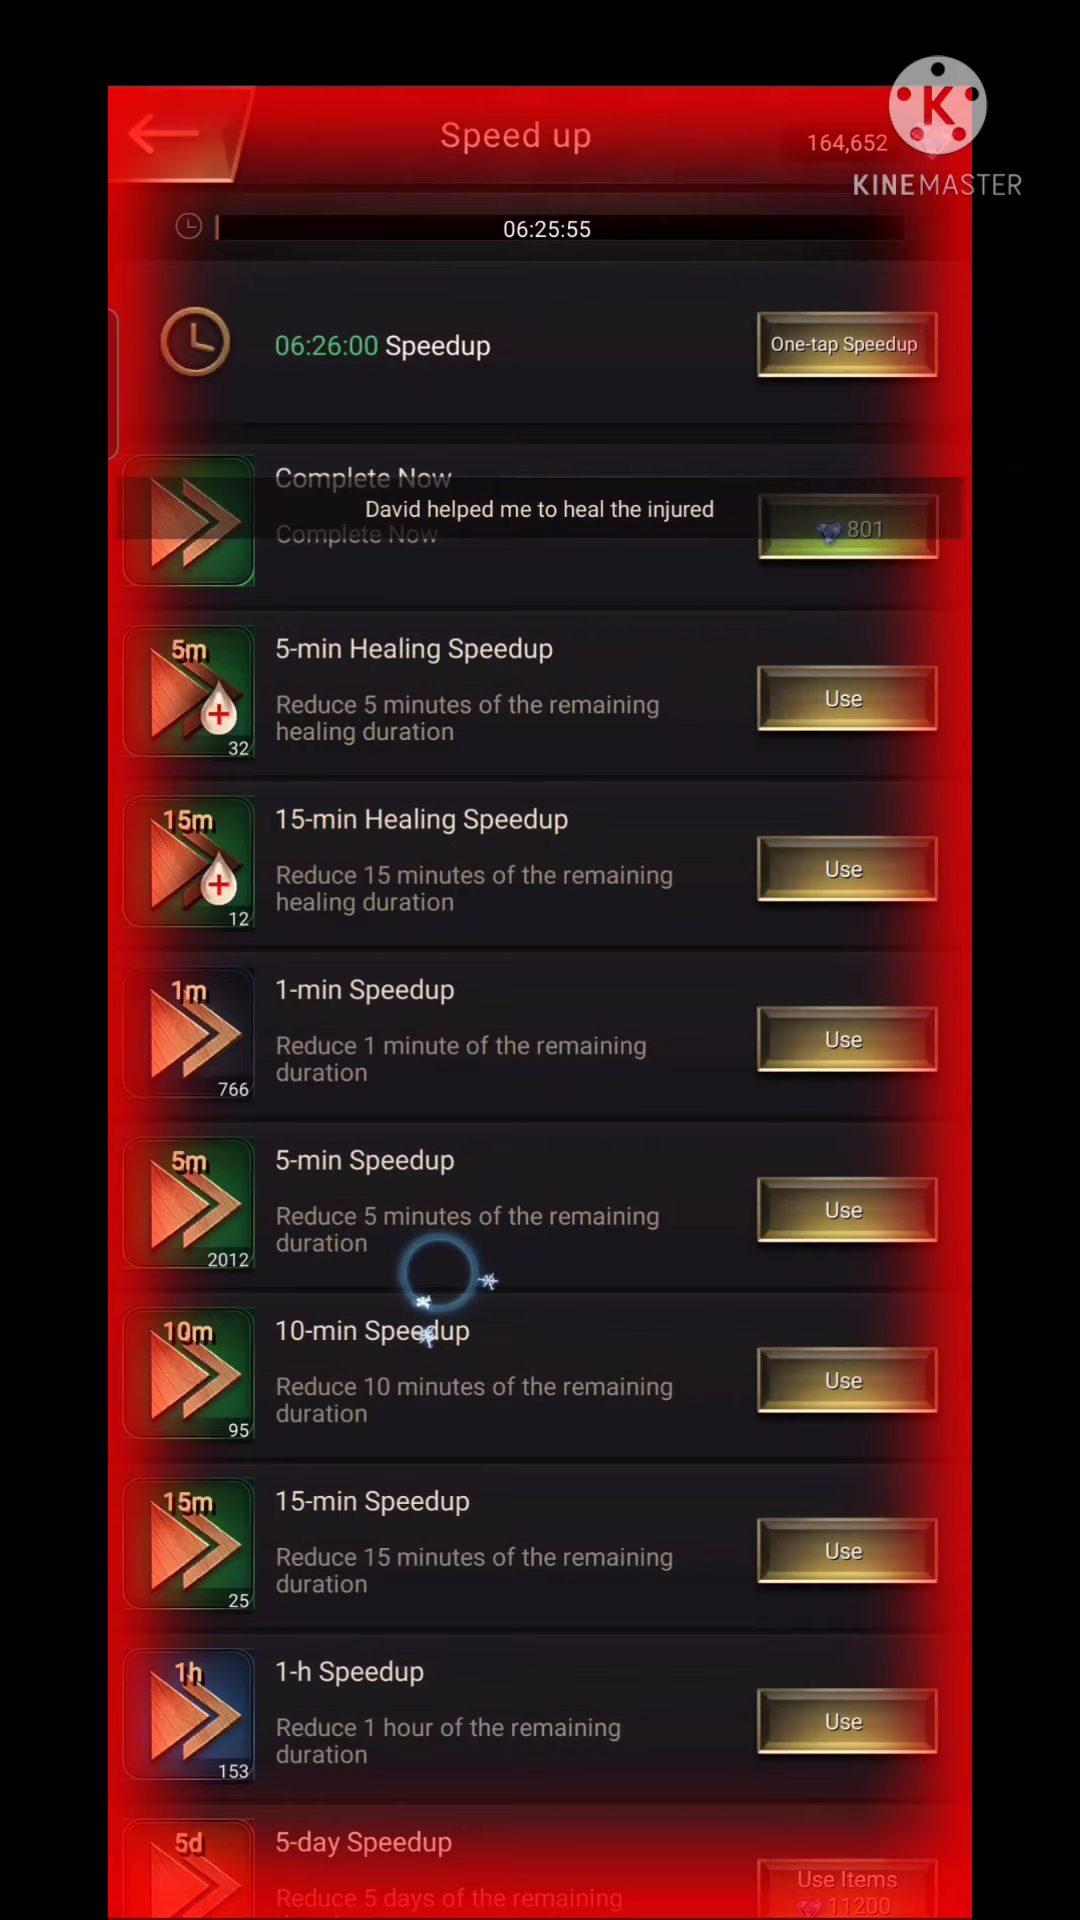 Speed up
164,652
K
KINEMASTER
06:25:55
06:26:00 Speedup
One-tap Speedup
Complete Now
David helped me to heal the injured
Complete Now
801
5m
32
5-min Healing Speedup
Reduce 5 minutes of the remaining
healing duration
Use
15m
12
15-min Healing Speedup
Reduce 15 minutes of the remaining
healing duration
Use
1m
766
1-min Speedup
Reduce 1 minute of the remaining
duration
Use
5m
2012
5-min Speedup
Reduce 5 minutes of the remaining
duration
Use
10m
95
10-min Speedup
Reduce 10 minutes of the remaining
duration
Use
15m
25
15-min Speedup
Reduce 15 minutes of the remaining
duration
Use
1h
153
1-h Speedup
Reduce 1 hour of the remaining
duration
Use
5d
5-day Speedup
Reduce 5 days of the remaining
Use Items
11200